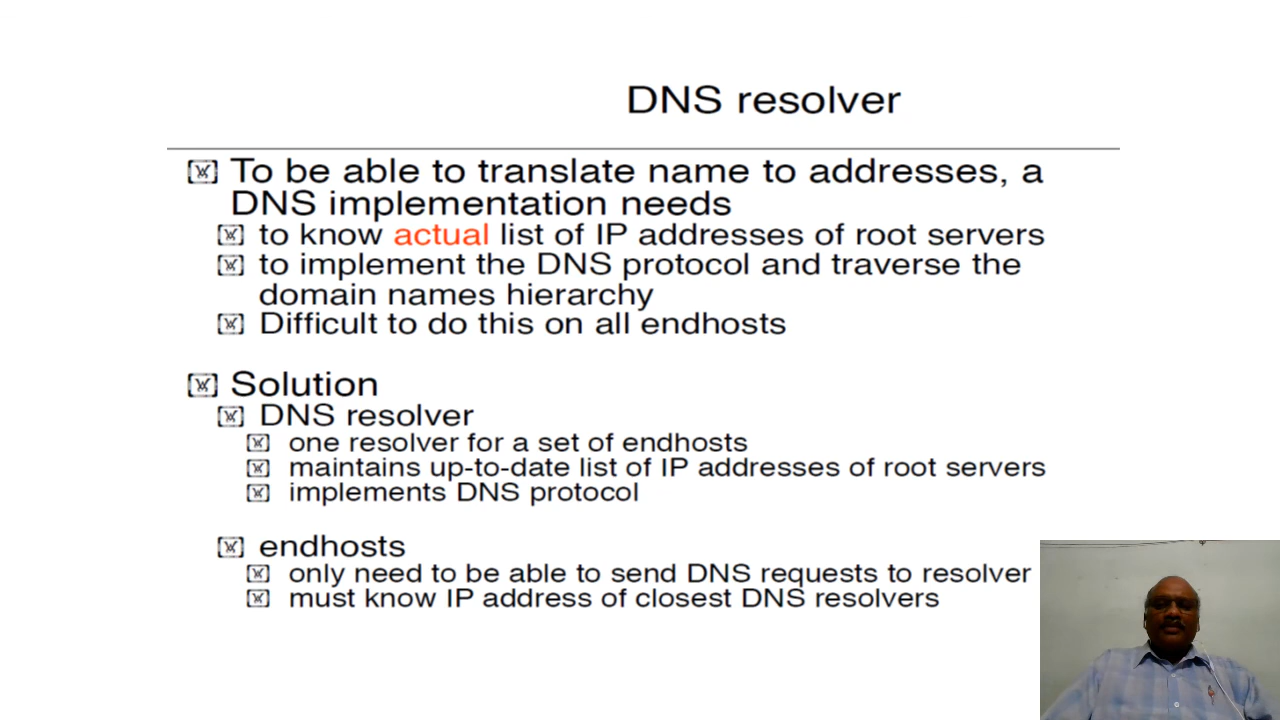 DNS resolver
To be able to translate name to addresses, a
DNS implementation needs
to know actual list of IP addresses of root servers
to implement the DNS protocol and traverse the
domain names hierarchy
Difficult to do this on all endhosts
Solution
DNS resolver
one resolver for a set of endhosts
maintains up-to-date list of IP addresses of root servers
implements DNS protocol
endhosts
only need to be able to send DNS requests to resolver
must know IP address of closest DNS resolvers